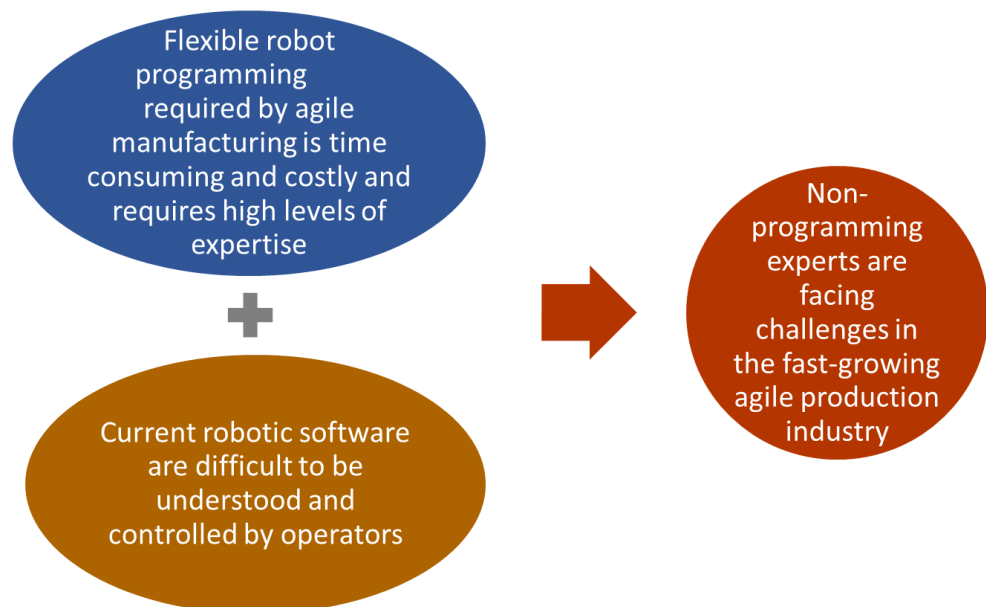 Flexible robot
programming
required by agile
manufacturing is time
consuming and costly and
requires high levels of
expertise
Current robotic software
are difficult to be
understood and
controlled by operators
Non-
programming
experts are
facing
challenges in
the fast-growing
agile production
industry